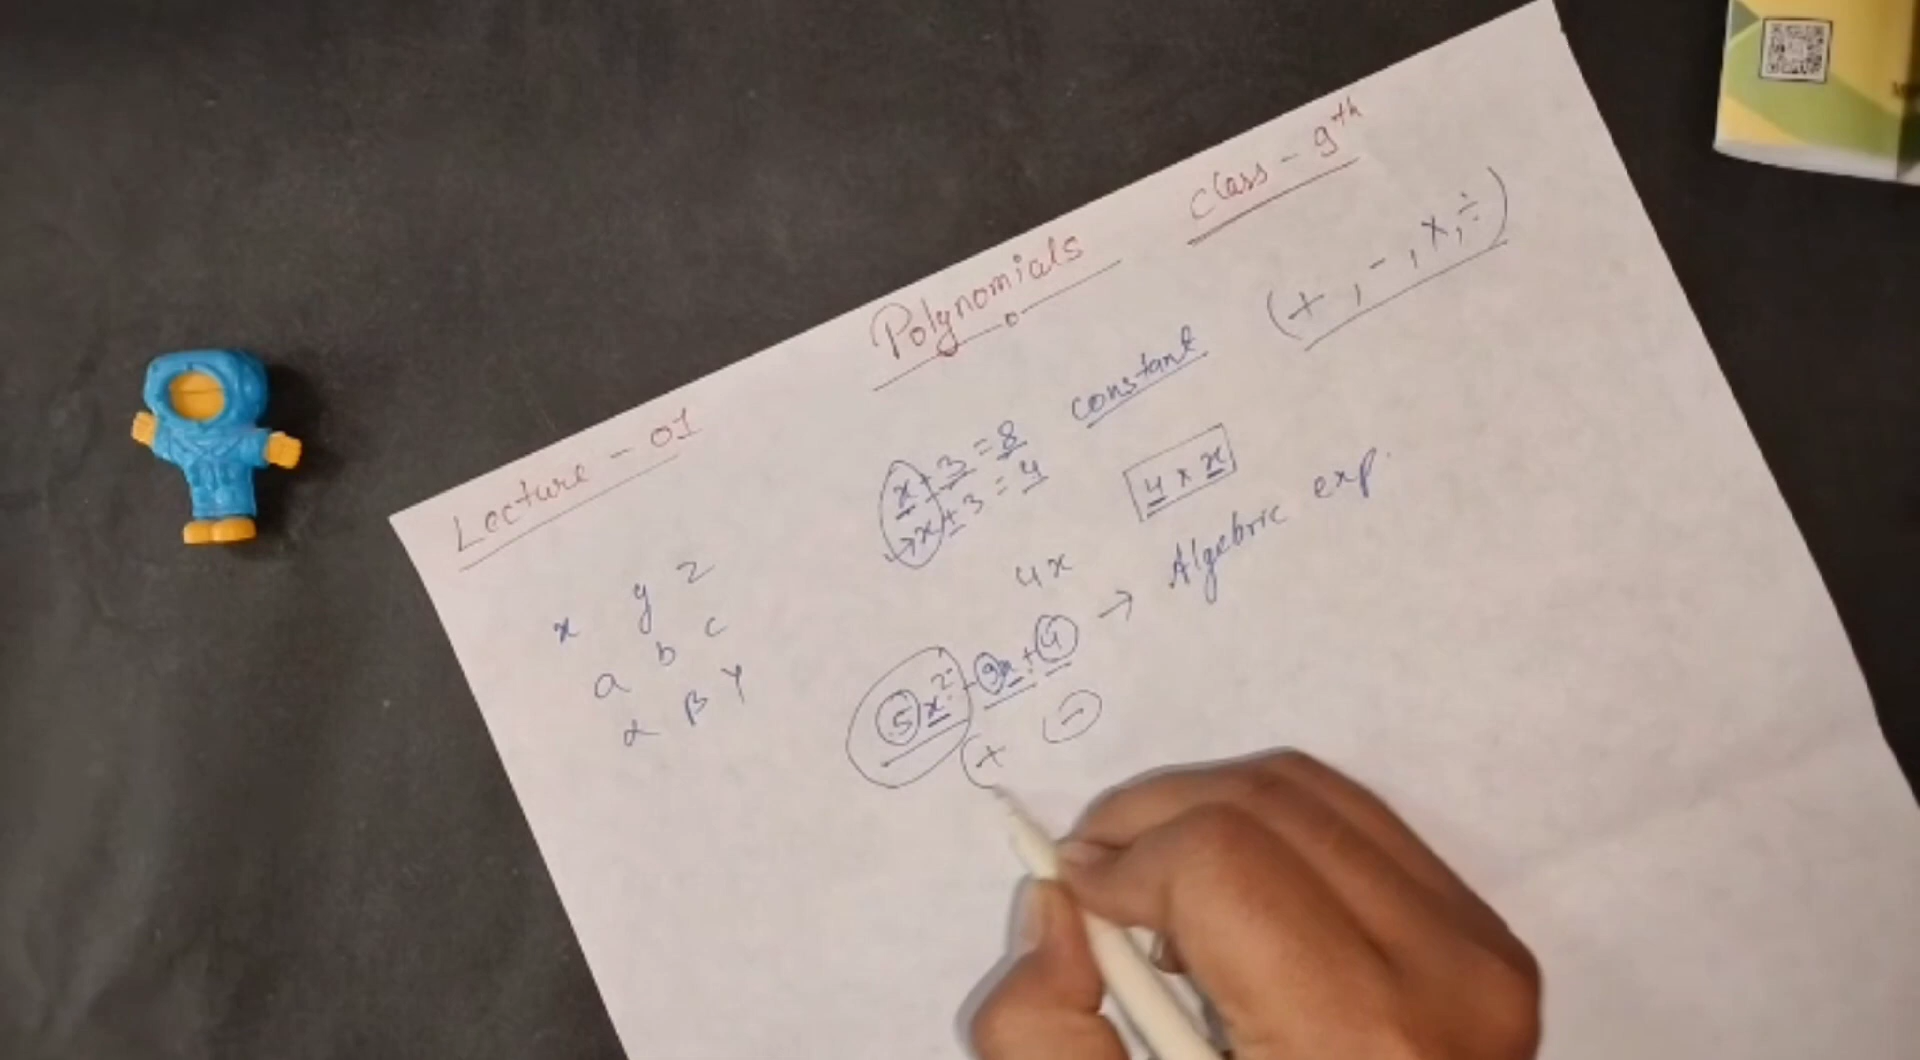 Lecture - 01
Polynomials
Class - 9th
(+, -, ×, ÷)
x + 3 = 8
constant
→ x + 3 = 4
4 × x
4x
x y z
a b c
α β γ
5x² - 9x + 4 → Algebric exp.
+ -